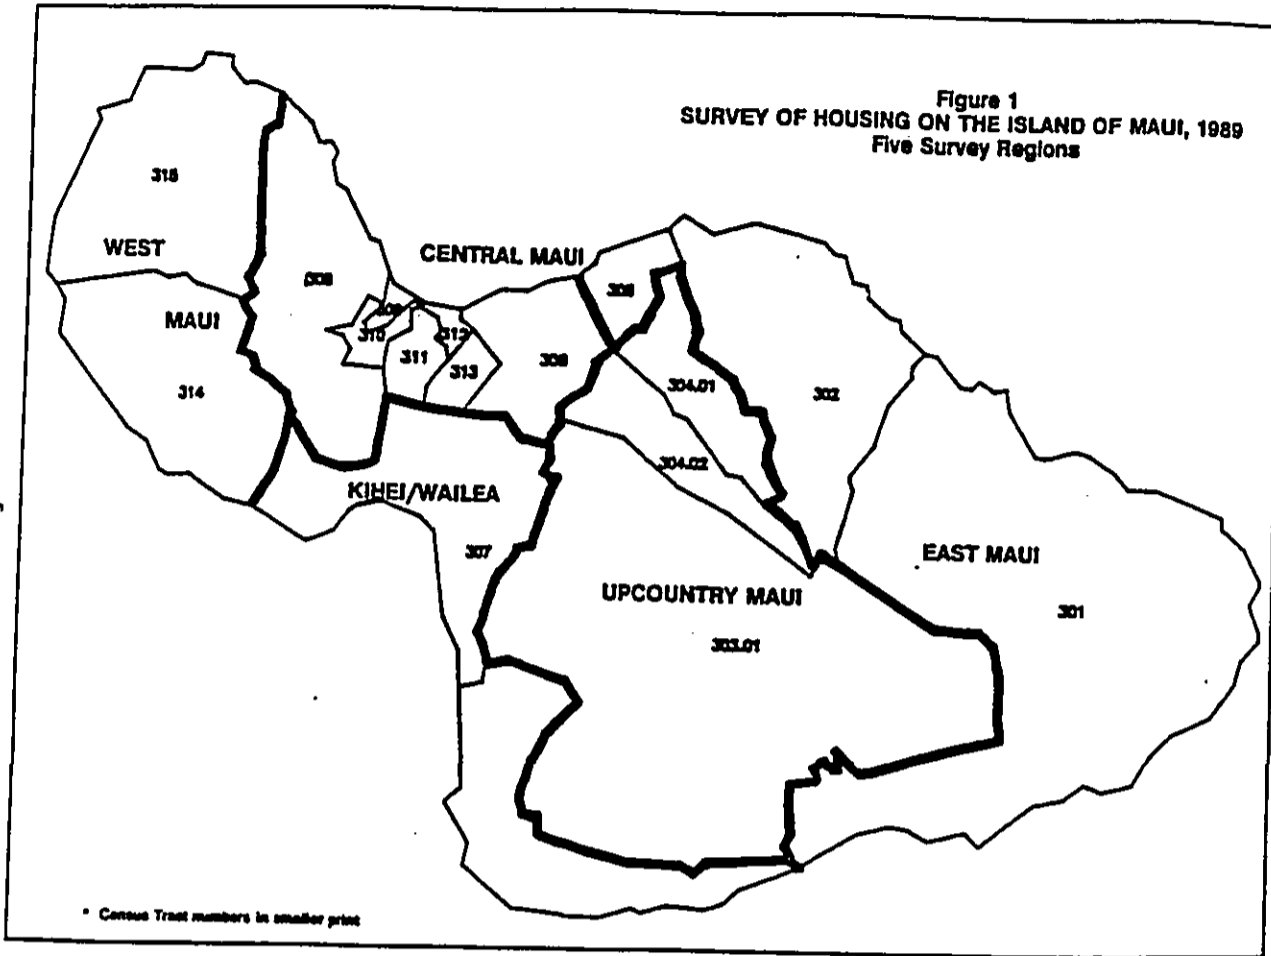 Figure 1
SURVEY OF HOUSING ON THE ISLAND OF MAUI, 1989
Five Survey Regions
WEST
MAUI
314
CENTRAL MAUI
310
311
312
313
304.01
302
304.02
KIHEI/WAILEA
307
EAST MAUI
301
UPCOUNTRY MAUI
303.01
* Census Tract numbers in smaller print